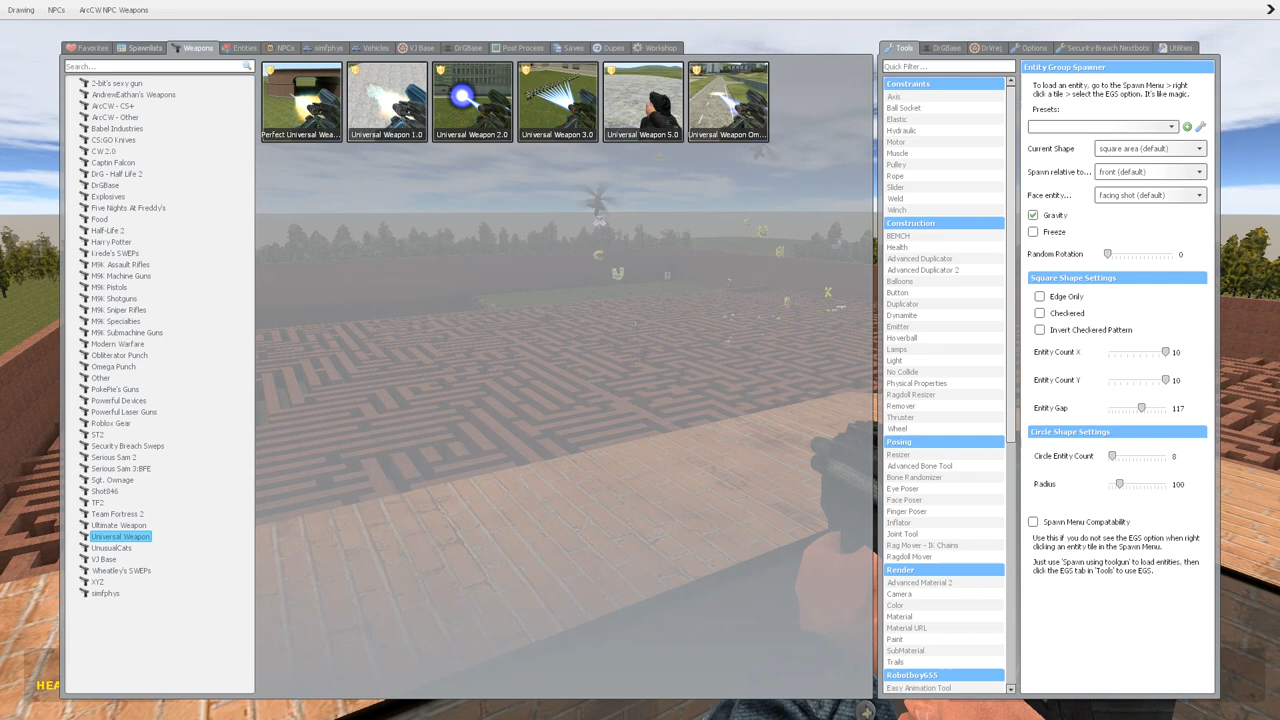 Drawing NPCs ArcCW NPC Weapons
Favorites Spawnlists Weapons Entities NPCs simfphys Vehicles VJ Base DrGBase Post Process Saves Dupes Workshop
Search...
2-bit's sexy gun
AndrewEathan's Weapons
ArcCW - CS+
ArcCW - Other
Babel Industries
CS:GO Knives
CW 2.0
Captin Falcon
DrG - Half Life 2
DrGBase
Explosives
Five Nights At Freddy's
Food
Half-Life 2
Harry Potter
Krede's SWEPs
M9K Assault Rifles
M9K Machine Guns
M9K Pistols
M9K Shotguns
M9K Sniper Rifles
M9K Specialties
M9K Submachine Guns
Modern Warfare
Obliterator Punch
Omega Punch
Other
PokePie's Guns
Powerful Devices
Powerful Laser Guns
Roblox Gear
ST2
Security Breach Sweps
Serious Sam 2
Serious Sam 3:BFE
Sgt. Ownage
Shot846
TF2
Team Fortress 2
Ultimate Weapon
Universal Weapon
UnusualCats
VJ Base
Wheatley's SWEPs
XYZ
simfphys
HEA
Perfect Universal Wea... Universal Weapon 1.0 Universal Weapon 2.0 Universal Weapon 3.0 Universal Weapon 5.0 Universal Weapon Om...
Tools DrGBase DrVrej Options Security Breach Nextbots Utilities
Quick Filter...
Constraints
Axis
Ball Socket
Elastic
Hydraulic
Motor
Muscle
Pulley
Rope
Slider
Weld
Winch
Construction
BEMCH
Health
Advanced Duplicator
Advanced Duplicator 2
Balloons
Button
Duplicator
Dynamite
Emitter
Hoverball
Lamps
Light
No Collide
Physical Properties
Ragdoll Resizer
Remover
Thruster
Wheel
Posing
Resizer
Advanced Bone Tool
Bone Randomizer
Eye Poser
Face Poser
Finger Poser
Inflator
Joint Tool
Rag Mover - IK Chains
Ragdoll Mover
Render
Advanced Material 2
Camera
Color
Material
Material URL
Paint
SubMaterial
Trails
Robotboy655
Easy Animation Tool
Entity Group Spawner
To load an entity, go to the Spawn Menu > right
click a tile > select the EGS option. It's like magic.
Presets:
Current Shape square area (default)
Spawn relative to... front (default)
Face entity... facing shot (default)
Gravity
Freeze
Random Rotation 0
Square Shape Settings
Edge Only
Checkered
Invert Checkered Pattern
Entity Count X 10
Entity Count Y 10
Entity Gap 117
Circle Shape Settings
Circle Entity Count 8
Radius 100
Spawn Menu Compatability
Use this if you do not see the EGS option when right
clicking an entity tile in the Spawn Menu.
Just use 'Spawn using toolgun' to load entities, then
click the EGS tab in 'Tools' to use EGS.